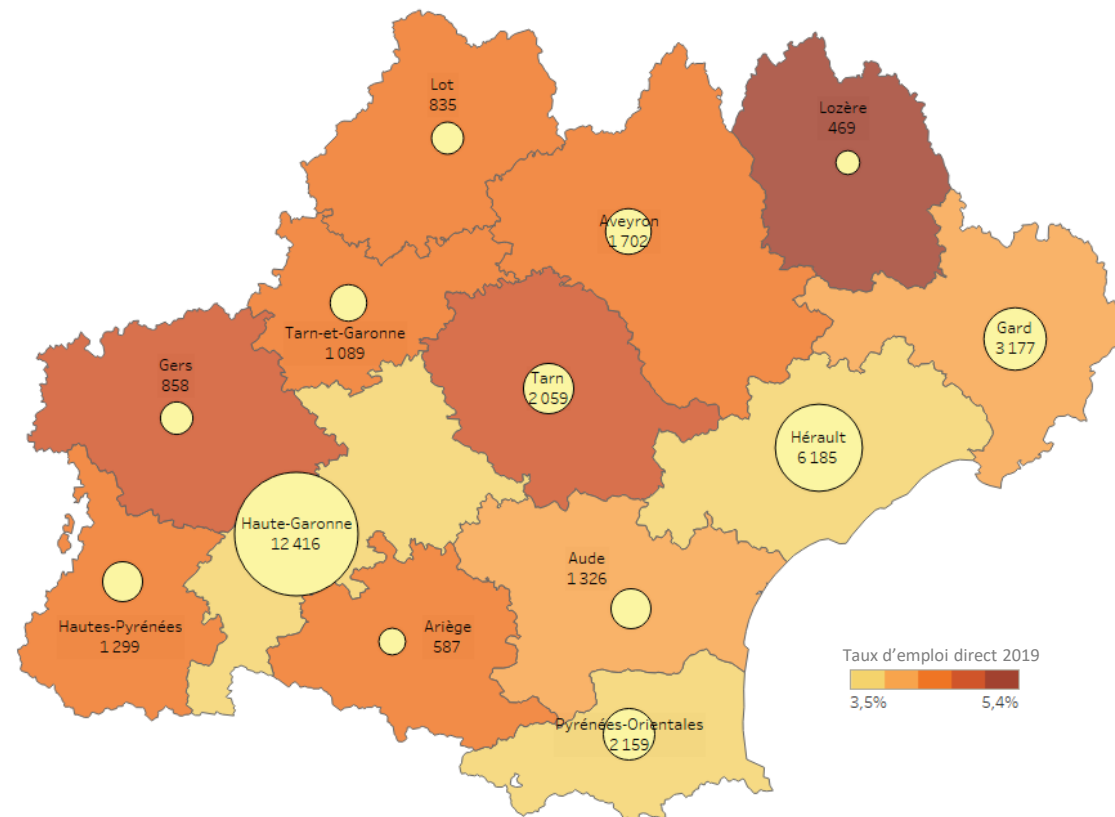 Lot
835
Lozère
469
Aveyron
1 702
Tarn-et-Garonne
1 089
Gard
3 177
Gers
858
Tarn
2 059
Hérault
6 185
Haute-Garonne
12 416
Aude
1 326
Hautes-Pyrénées
1 299
Ariège
587
Taux d’emploi direct 2019
3,5% 5,4%
Pyrénées-Orientales
2 159